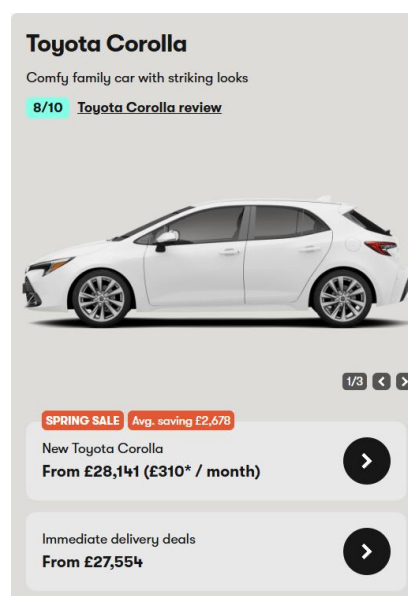 Toyota Corolla
Comfy family car with striking looks
8/10 Toyota Corolla review
1/3
SPRING SALE Avg. saving £2,678
New Toyota Corolla
From £28,141 (£310* / month)
Immediate delivery deals
From £27,554